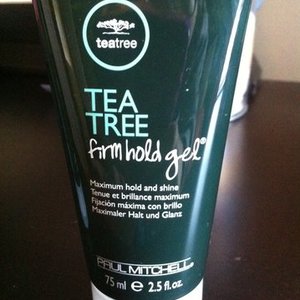 teatree
TEA
TREE
firm hold gel®
Maximum hold and shine
Tenue et brillance maximum
Fijación máxima con brillo
Maximaler Halt und Glanz
PAUL MITCHELL
75 ml e 2.5 fl. oz.